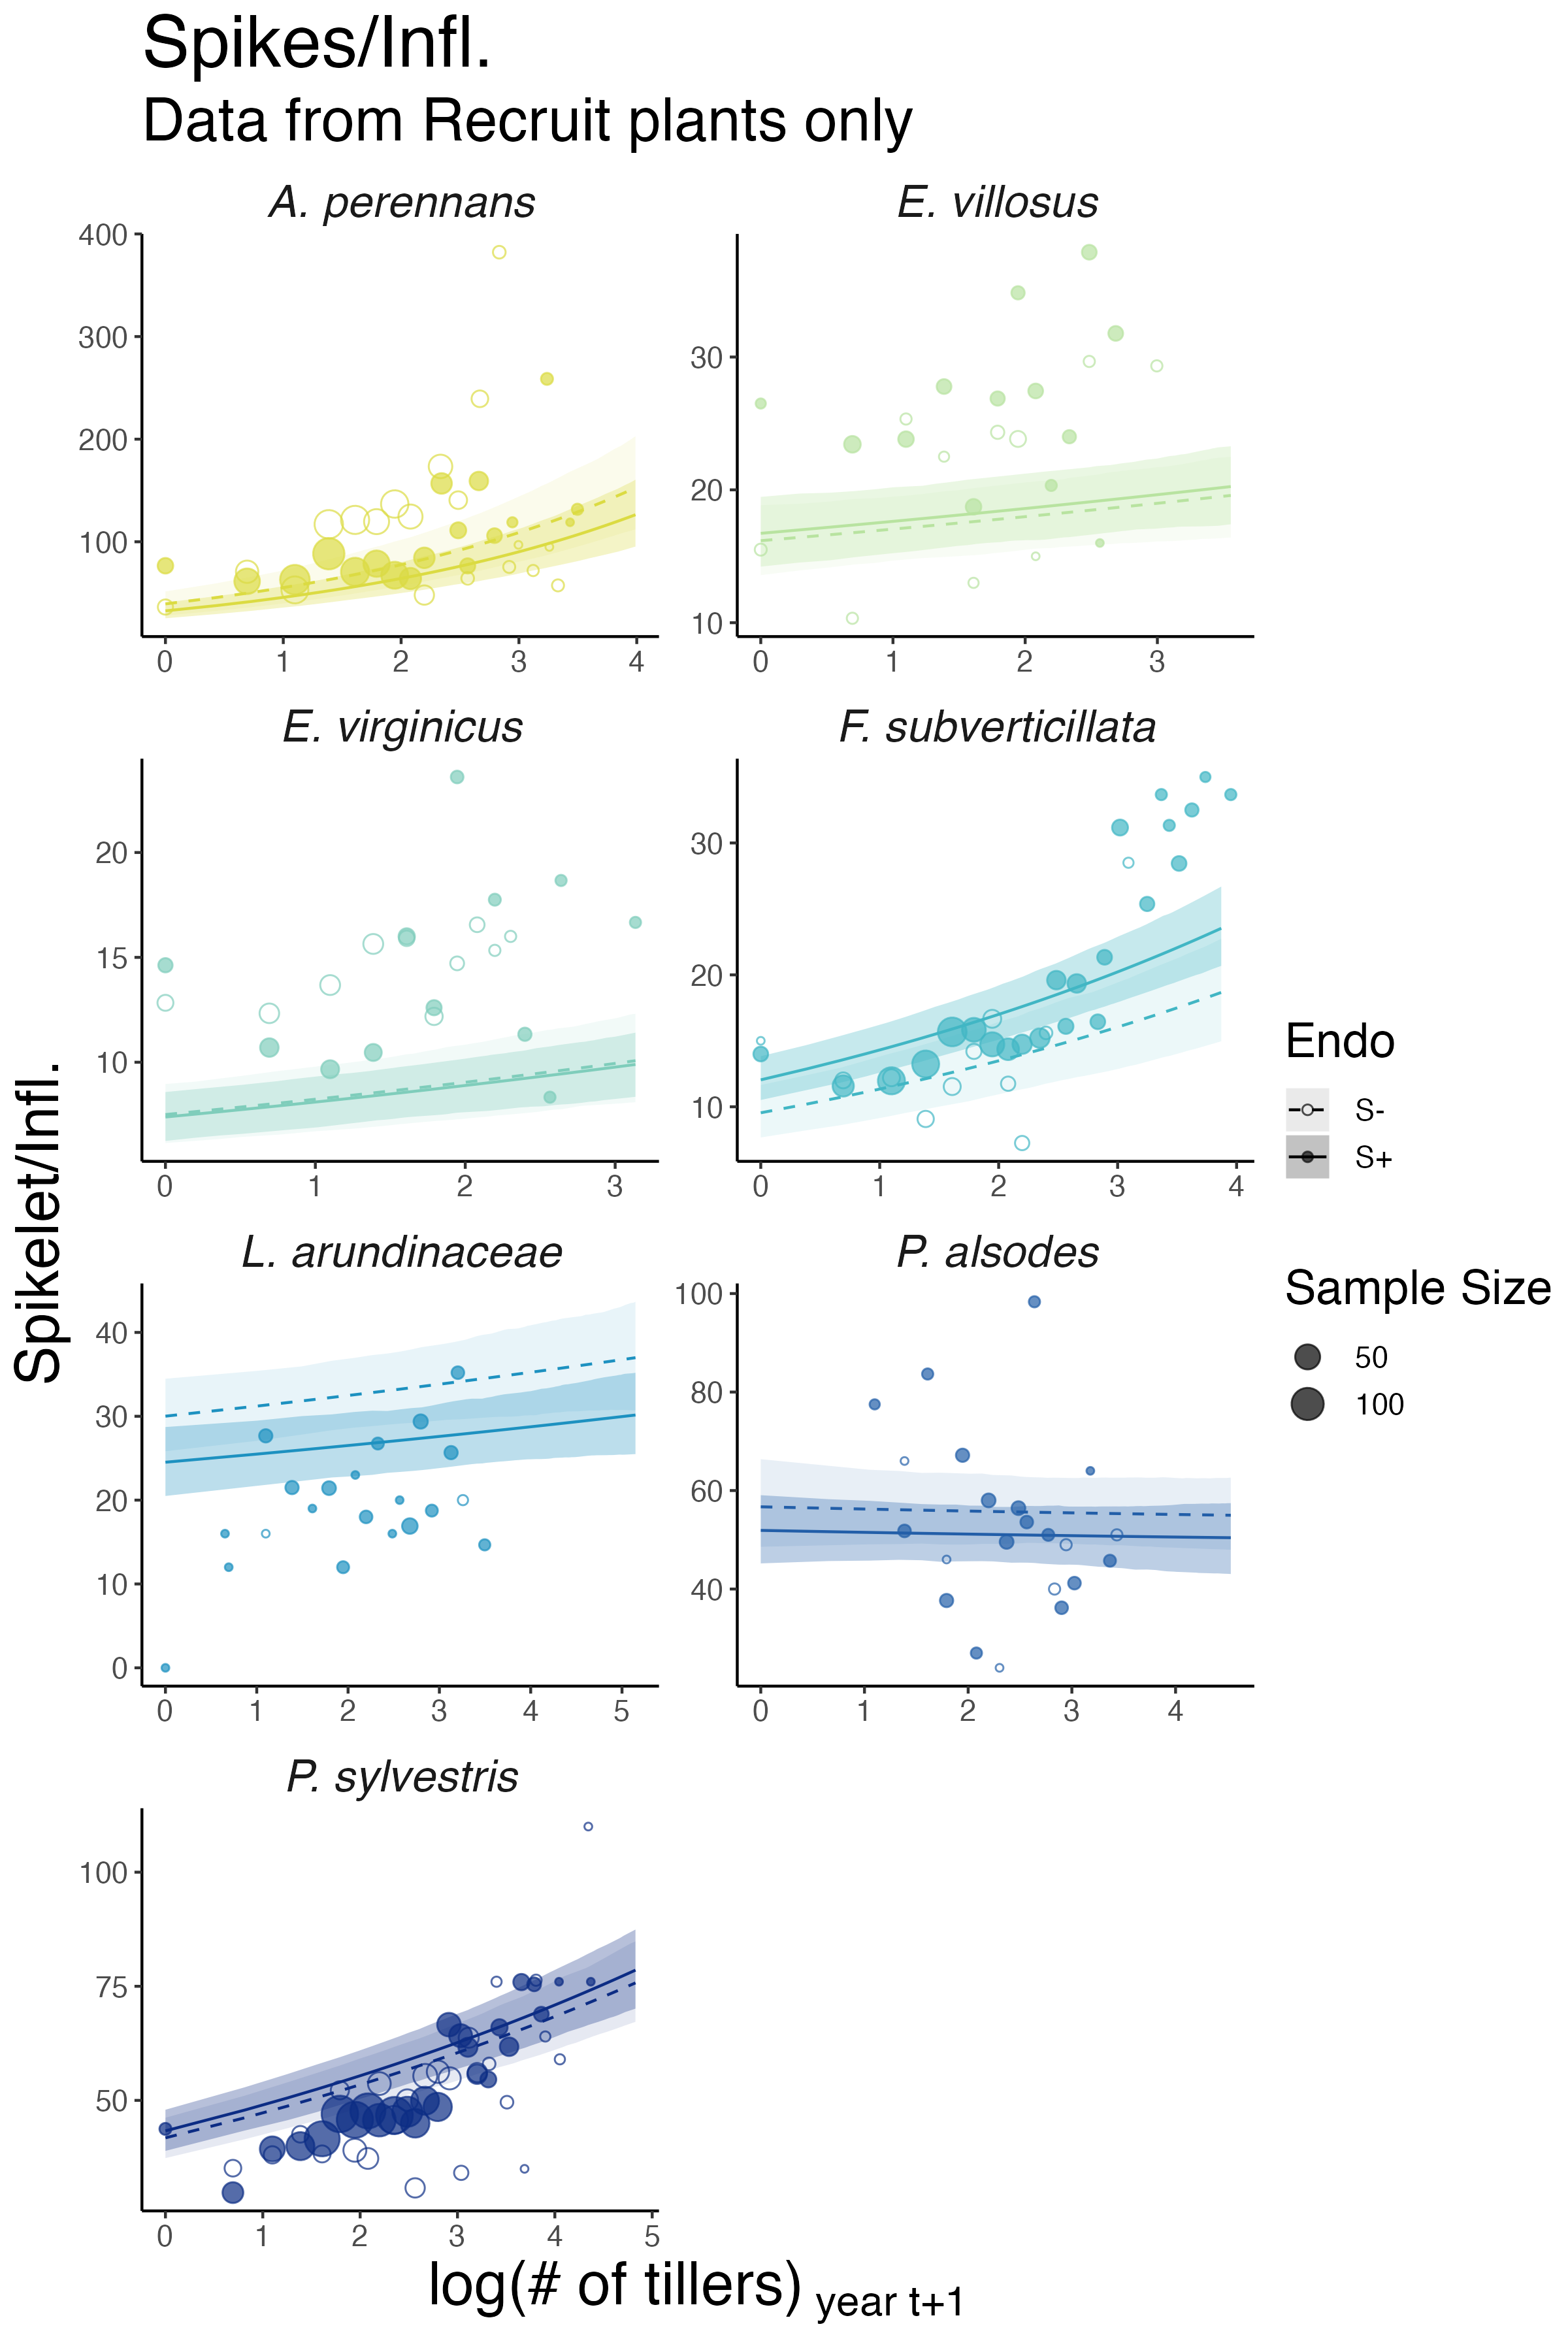 Spikes/Infl.
Data from Recruit plants only
A. perennans
400
300
200
100
0 1 2 3 4
E. villosus
30
20
10
0 1 2 3
E. virginicus
20
15
10
0 1 2 3
F. subverticillata
30
20
10
0 1 2 3 4
L. arundinaceae
40
30
20
10
0
0 1 2 3 4 5
P. alsodes
100
80
60
40
0 1 2 3 4
P. sylvestris
100
75
50
0 1 2 3 4 5
Spikelet/Infl.
log(# of tillers) year t+1
Endo
S-
S+
Sample Size
50
100